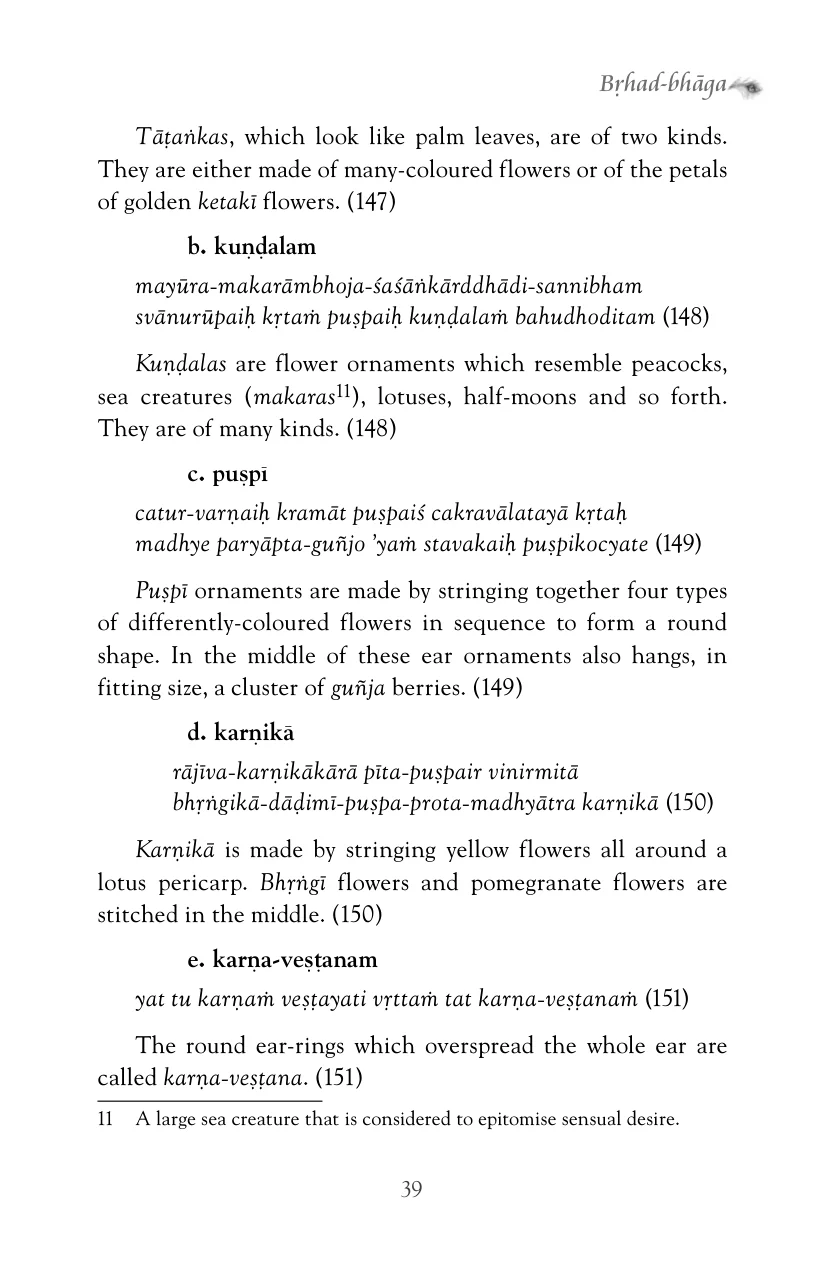 Bṛhad-bhāga
Tāṭaṅkas, which look like palm leaves, are of two kinds.
They are either made of many-coloured flowers or of the petals
of golden ketakī flowers. (147)
b. kuṇḍalam
mayūra-makarāmbhoja-śaśāṅkārddhādi-sannibham
svānurūpaiḥ kṛtaṁ puṣpaiḥ kuṇḍalaṁ bahudhoditam (148)
Kuṇḍalas are flower ornaments which resemble peacocks,
sea creatures (makaras11), lotuses, half-moons and so forth.
They are of many kinds. (148)
c. puṣpī
catur-varṇaiḥ kramāt puṣpaiś cakravālatayā kṛtaḥ
madhye paryāpta-guñjo ’yaṁ stavakaiḥ puṣpikocyate (149)
Puṣpī ornaments are made by stringing together four types
of differently-coloured flowers in sequence to form a round
shape. In the middle of these ear ornaments also hangs, in
fitting size, a cluster of guñja berries. (149)
d. karṇikā
rājīva-karṇikākārā pīta-puṣpair vinirmitā
bhṛṅgikā-dāḍimī-puṣpa-prota-madhyātra karṇikā (150)
Karṇikā is made by stringing yellow flowers all around a
lotus pericarp. Bhṛṅgī flowers and pomegranate flowers are
stitched in the middle. (150)
e. karṇa-veṣṭanam
yat tu karṇaṁ veṣṭayati vṛttaṁ tat karṇa-veṣṭanaṁ (151)
The round ear-rings which overspread the whole ear are
called karṇa-veṣṭana. (151)
11 A large sea creature that is considered to epitomise sensual desire.
39